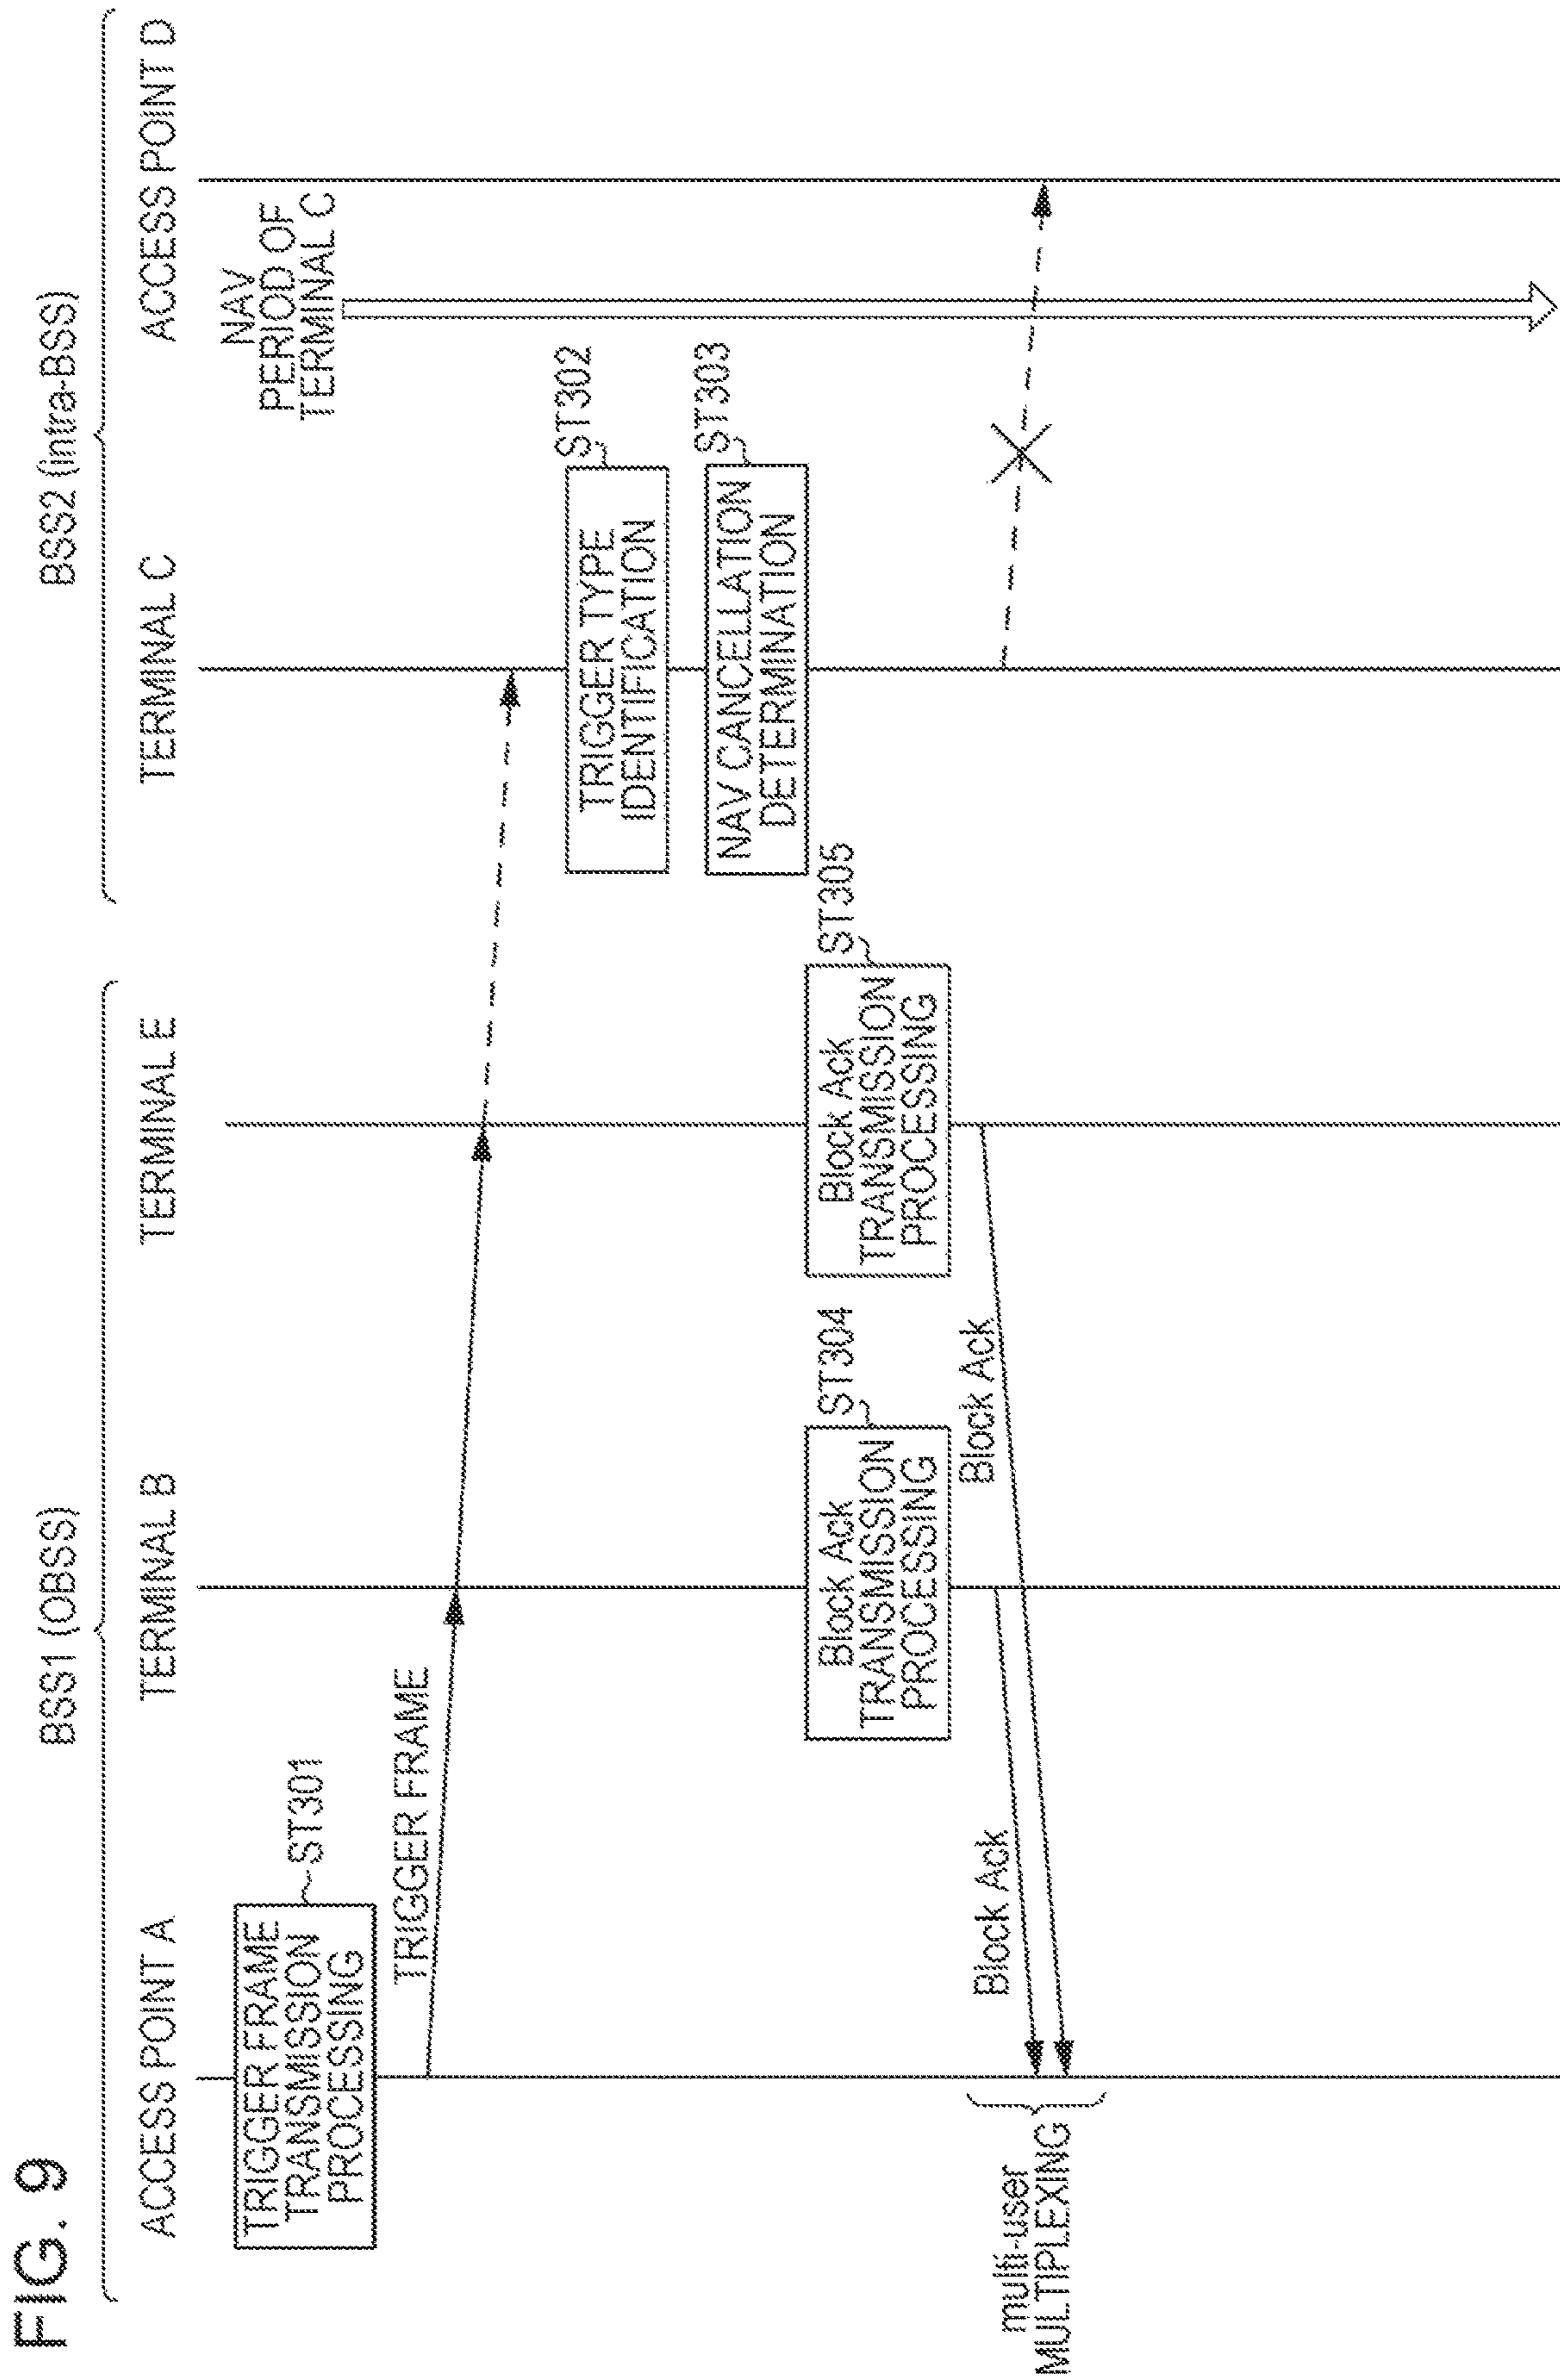 FIG. 9
BSS1 (OBSS)
BSS2 (intra-BSS)
ACCESS POINT A
TERMINAL B
TERMINAL E
TERMINAL C
ACCESS POINT D
NAV
PERIOD OF
TERMINAL C
TRIGGER FRAME
TRANSMISSION
PROCESSING
ST301
TRIGGER FRAME
TRIGGER TYPE
IDENTIFICATION
ST302
NAV CANCELLATION
DETERMINATION
ST303
Block Ack
TRANSMISSION
PROCESSING
ST304
Block Ack
TRANSMISSION
PROCESSING
ST305
Block Ack
Block Ack
multi-user
MULTIPLEXING